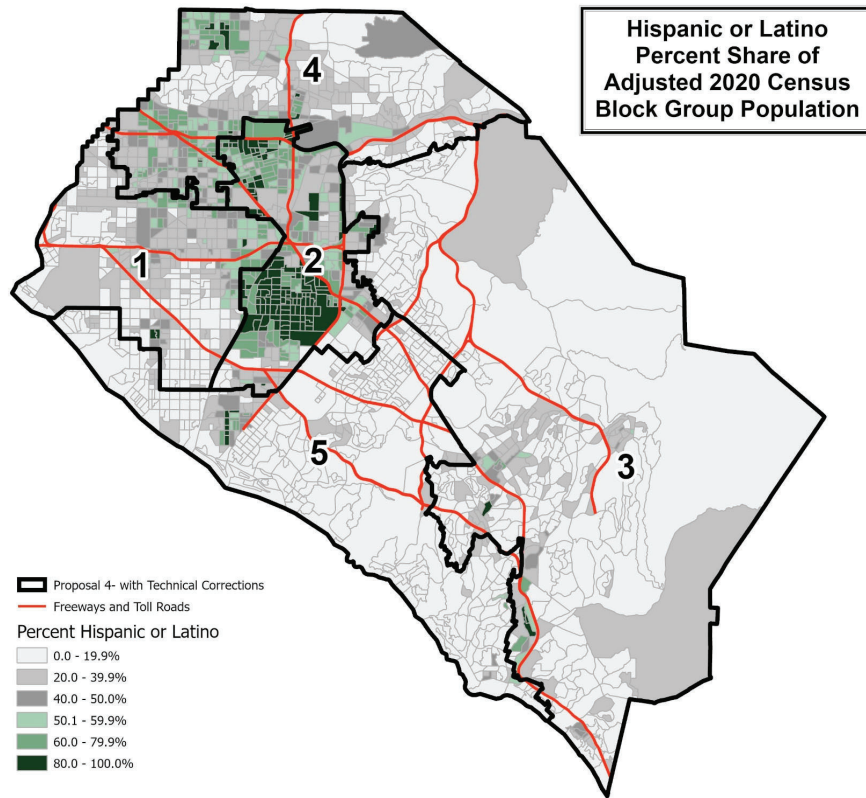 Hispanic or Latino
Percent Share of
Adjusted 2020 Census
Block Group Population
4
1
2
5
3
Proposal 4- with Technical Corrections
Freeways and Toll Roads
Percent Hispanic or Latino
0.0 - 19.9%
20.0 - 39.9%
40.0 - 50.0%
50.1 - 59.9%
60.0 - 79.9%
80.0 - 100.0%